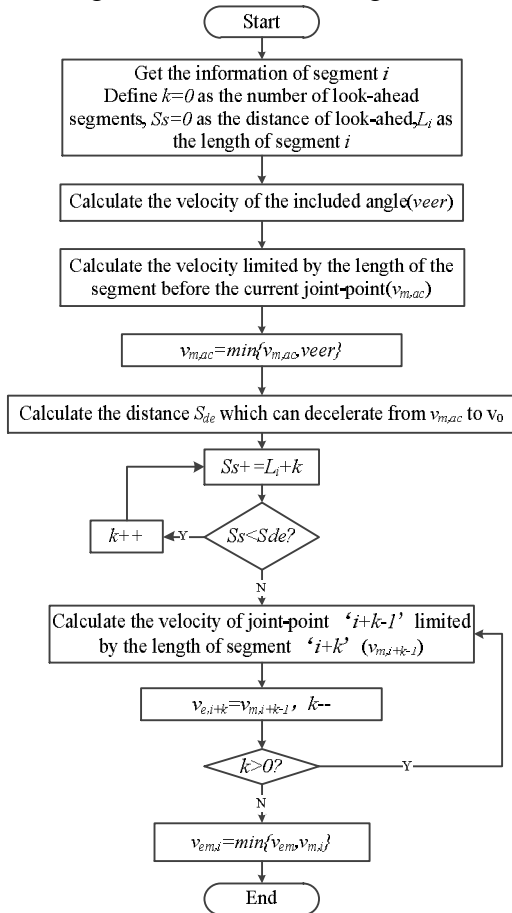 Start
Get the information of segment i
Define k=0 as the number of look-ahead
segments, Ss=0 as the distance of look-ahed,Li as
the length of segment i
Calculate the velocity of the included angle(veer)
Calculate the velocity limited by the length of the
segment before the current joint-point(vm,ac)
vm,ac=min{vm,ac,veer}
Calculate the distance Sde which can decelerate from vm,ac to v0
Ss+=Li+k
k++
Y
Ss<Sde?
N
Calculate the velocity of joint-point ‘i+k-1’ limited
by the length of segment ‘i+k’ (vm,i+k-1)
ve,i+k=vm,i+k-1, k--
k>0?
Y
N
vem,i=min{vem,vm,i}
End